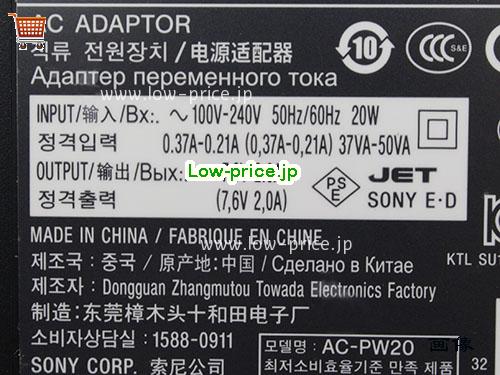 AC ADAPTOR
직류 전원장치 / 电源适配器
Адаптер переменного тока
10
CCC S&E
www.low-price.jp
INPUT/输入/Вх.: ~ 100V-240V 50Hz/60Hz 20W
정격입력 0.37A-0.21A (0,37A-0,21A) 37VA-50VA
OUTPUT/输出/Вых.:
Low-price.jp
정격출력 (7,6V 2,0A)
PSE JET
SONY E·D
MADE IN CHINA / FABRIQUE EN CHINE
www.low-price.jp
제조국 : 중국 / 原产地:中国 / Сделано в Китае
KTL
제조자 : Dongguan Zhangmutou Towada Electronics Factory
制造: 东莞樟木头十和田电子厂
소비자상담실 : 1588-0911
SONY CORP. 索尼公司
모델명 : AC-PW20
최저소비효율기준 만족 제품
画像
32